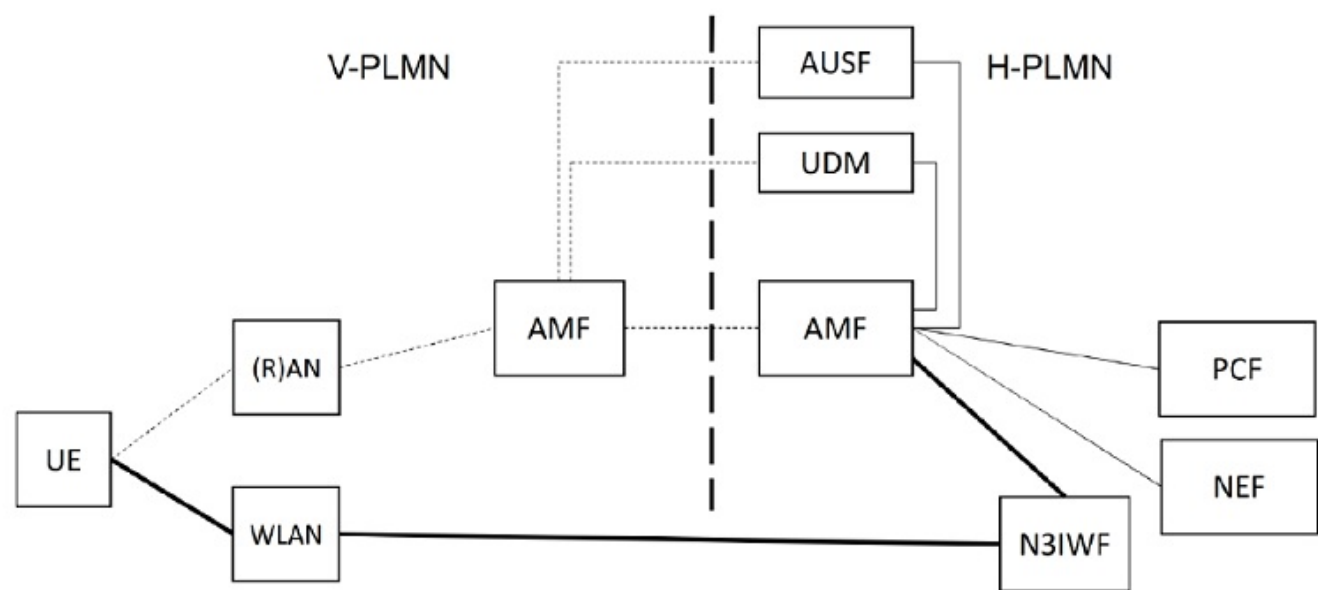 V-PLMN
AUSF
H-PLMN
UDM
AMF
AMF
(R)AN
PCF
UE
NEF
WLAN
N3IWF